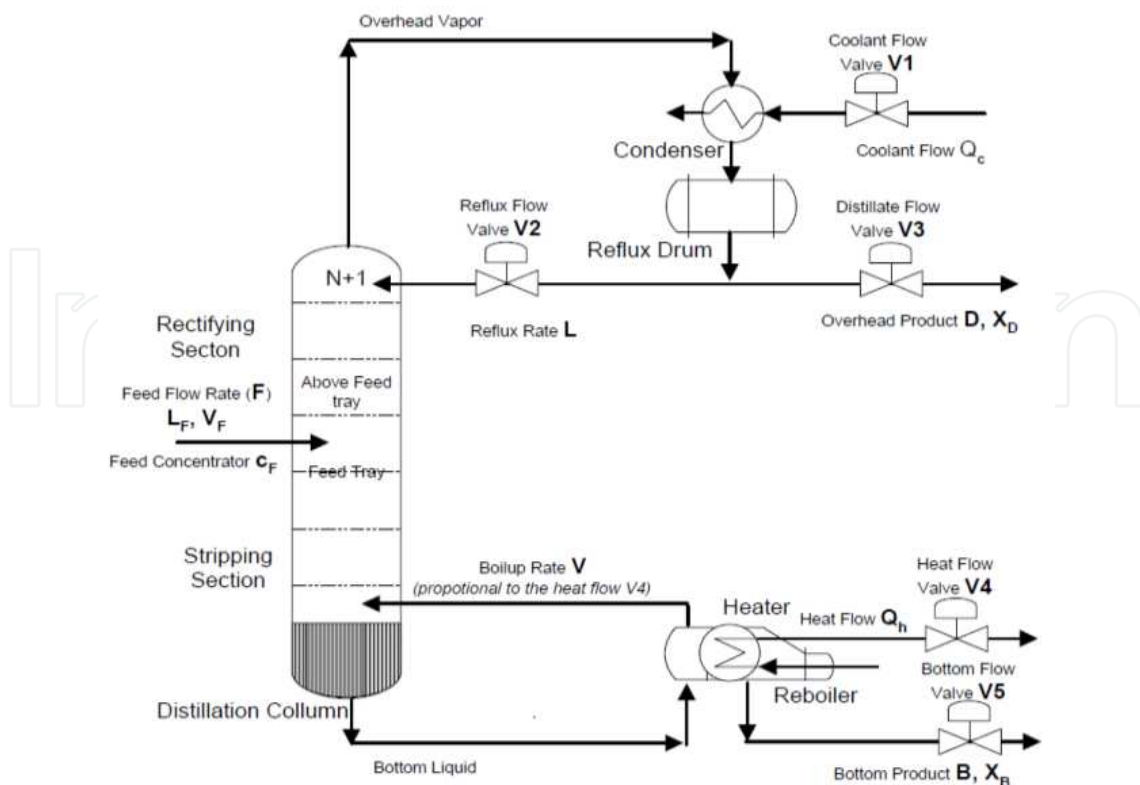 Overhead Vapor
Coolant Flow
Valve V1
Condenser
Coolant Flow Qc
Reflux Flow
Valve V2
Distillate Flow
Valve V3
Reflux Drum
N+1
Reflux Rate L
Overhead Product D, XD
Rectifying
Secton
Above Feed
tray
Feed Flow Rate (F)
LF, VF
Feed Concentrator cF
Feed Tray
Stripping
Section
Boilup Rate V
(propotional to the heat flow V4)
Heat Flow
Valve V4
Heater
Heat Flow Qh
Bottom Flow
Valve V5
Reboiler
Distillation Collumn
Bottom Liquid
Bottom Product B, XB